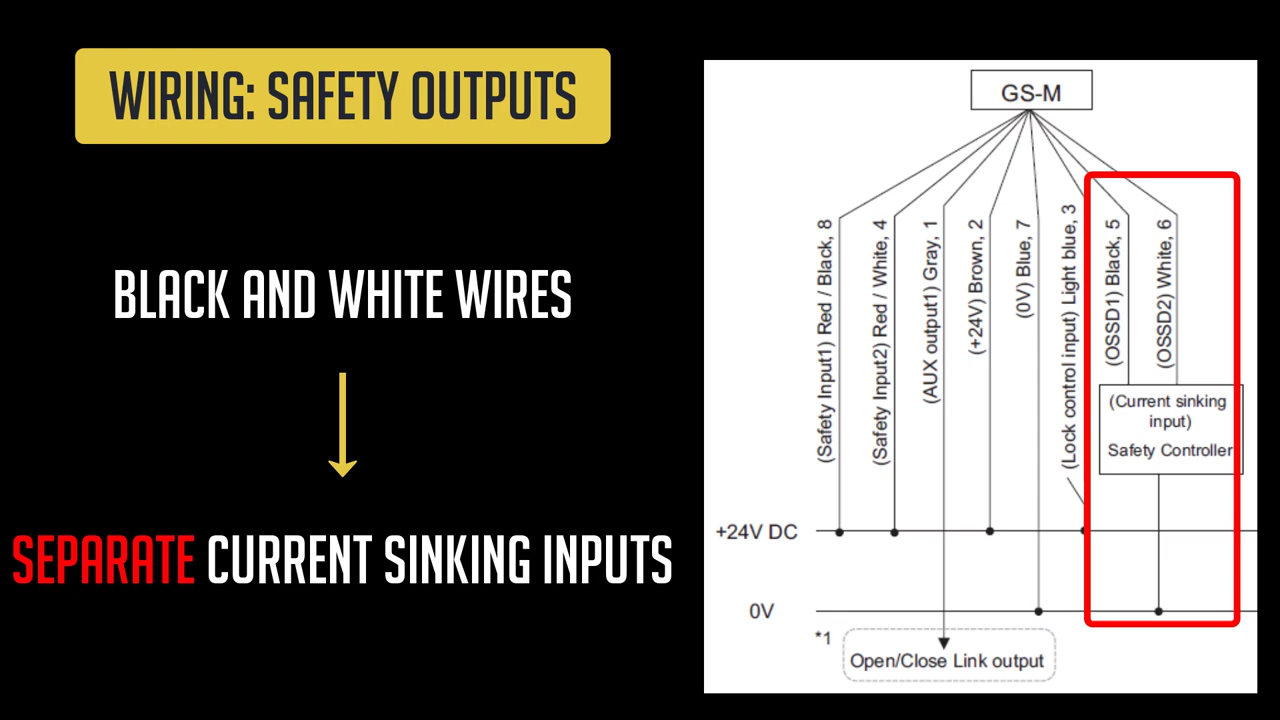 WIRING: SAFETY OUTPUTS
BLACK AND WHITE WIRES
SEPARATE CURRENT SINKING INPUTS
GS-M
(Safety Input1) Red / Black, 8
(Safety Input2) Red / White, 4
(AUX output1) Gray, 1
(+24V) Brown, 2
(0V) Blue, 7
(Lock control input) Light blue, 3
(OSSD1) Black, 5
(OSSD2) White, 6
(Current sinking
input)
Safety Controller
+24V DC
0V
*1
Open/Close Link output